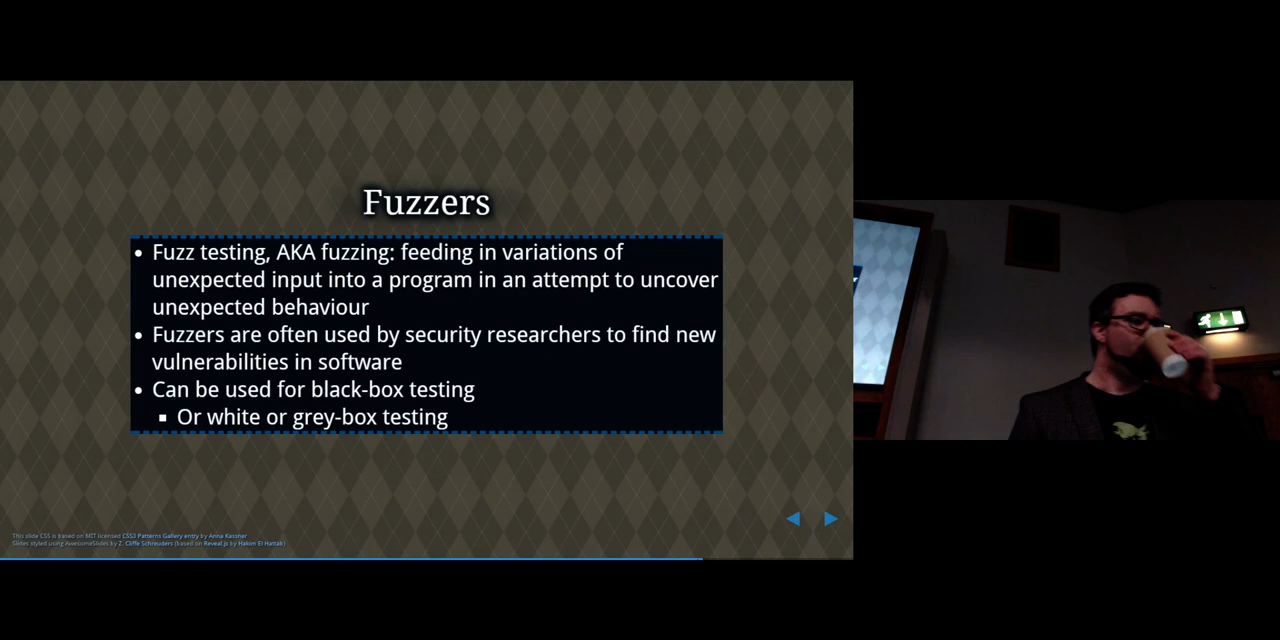 Fuzzers
• Fuzz testing, AKA fuzzing: feeding in variations of
unexpected input into a program in an attempt to uncover
unexpected behaviour
• Fuzzers are often used by security researchers to find new
vulnerabilities in software
• Can be used for black-box testing
▪ Or white or grey-box testing
This slide CSS is based on MIT licensed CSS3 Patterns Gallery entry by Anna Kassner
Slides styled using AwesomeSlides by Z. Cliffe Schreuders (based on Reveal.js by Hakim El Hattab)